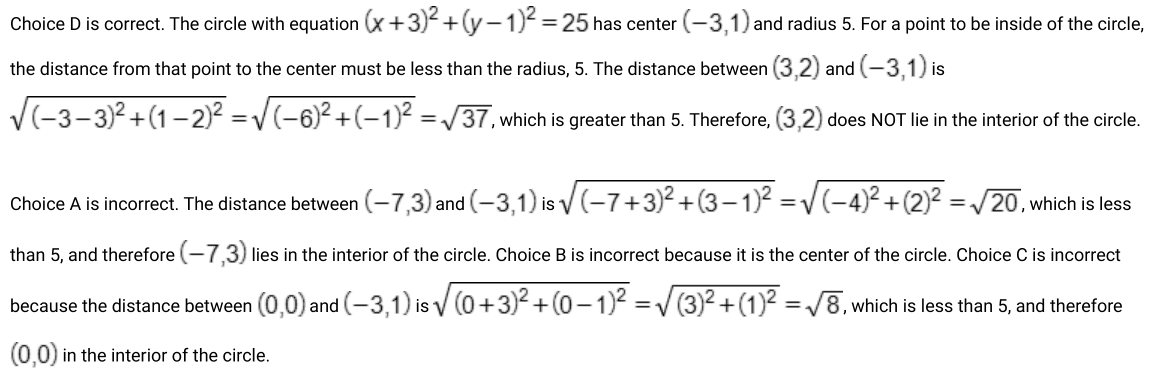 Choice D is correct. The circle with equation (x+3)² + (y−1)² = 25 has center (−3,1) and radius 5. For a point to be inside of the circle,
the distance from that point to the center must be less than the radius, 5. The distance between (3,2) and (−3,1) is
√((−3−3)² + (1−2)²) = √((−6)² + (−1)²) = √37, which is greater than 5. Therefore, (3,2) does NOT lie in the interior of the circle.
Choice A is incorrect. The distance between (−7,3) and (−3,1) is √((−7+3)² + (3−1)²) = √((−4)² + (2)²) = √20, which is less
than 5, and therefore (−7,3) lies in the interior of the circle. Choice B is incorrect because it is the center of the circle. Choice C is incorrect
because the distance between (0,0) and (−3,1) is √((0+3)² + (0−1)²) = √((3)² + (1)²) = √8, which is less than 5, and therefore
(0,0) in the interior of the circle.